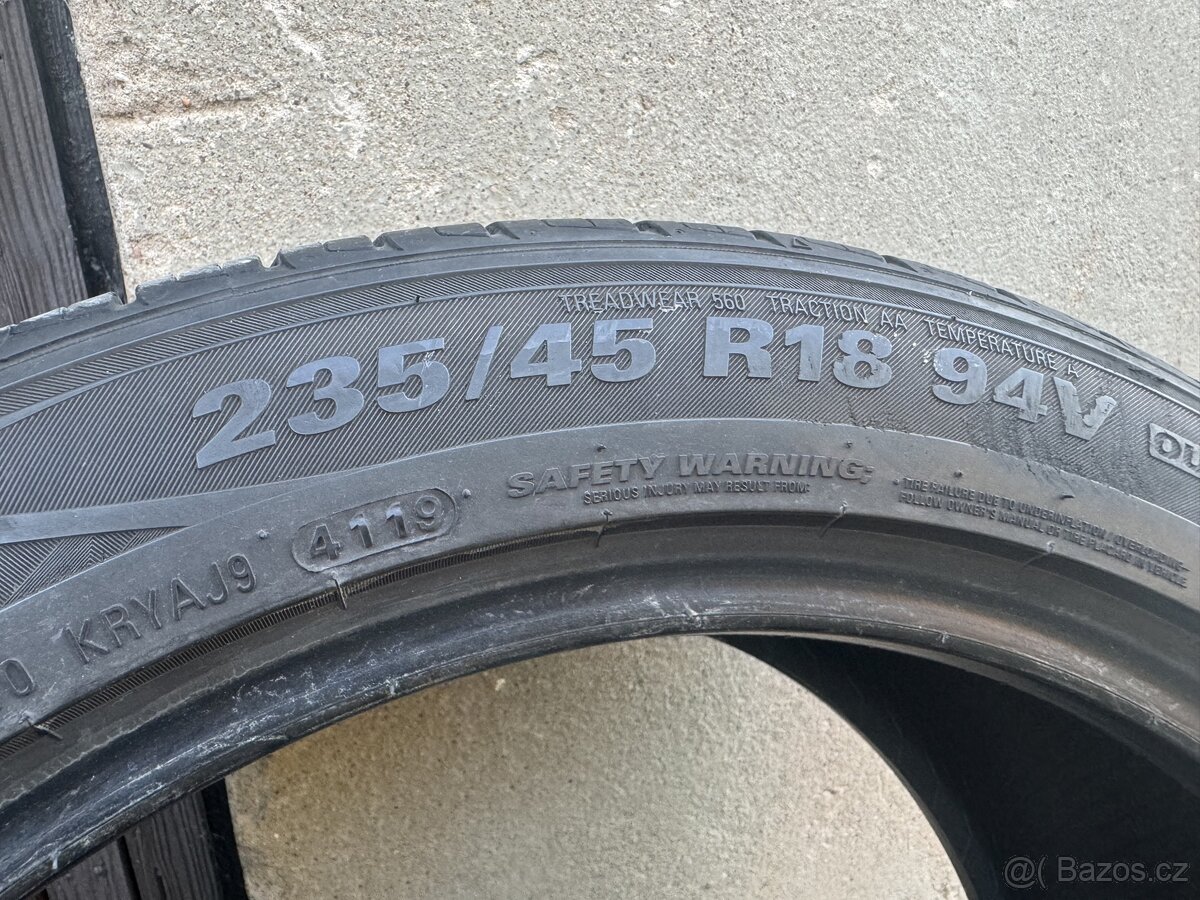 TREADWEAR 560 TRACTION AA TEMPERATURE A
235/45 R18 94V
SAFETY WARNING;
SERIOUS INJURY MAY RESULT FROM:
• TIRE FAILURE DUE TO UNDERINFLATION / OVERLOADING-
FOLLOW OWNER'S MANUAL OR TIRE PLACARD IN VEHICLE
4119
KRYAJ9
@( Bazos.cz